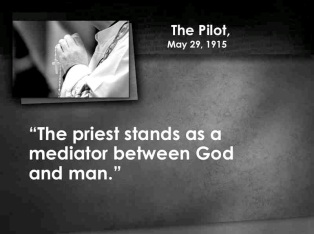 The Pilot,
May 29, 1915
“The priest stands as a
mediator between God
and man.”